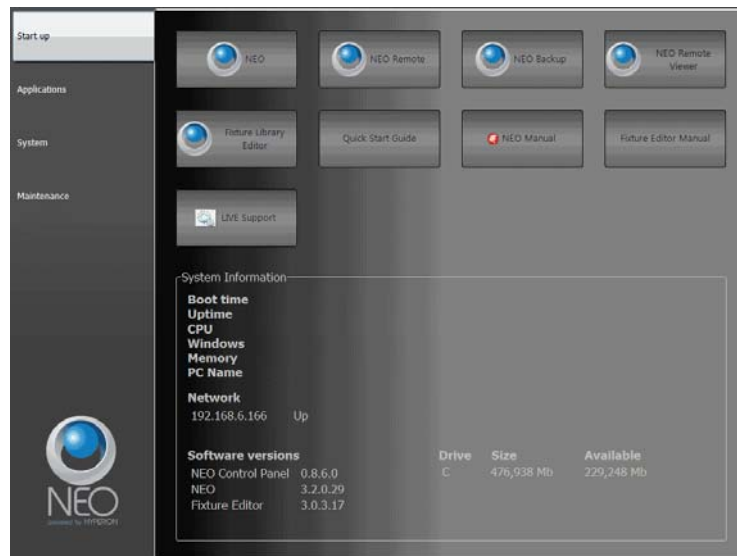 Start up
Applications
System
Maintenance
NEO
NEO Remote
NEO Backup
NEO Remote
Viewer
Fixture Library
Editor
Quick Start Guide
NEO Manual
Fixture Editor Manual
LIVE Support
System Information
Boot time
Uptime
CPU
Windows
Memory
PC Name
Network
192.168.6.166 Up
Software versions Drive Size Available
NEO Control Panel 0.8.6.0 C 476,938 Mb 229,248 Mb
NEO 3.2.0.29
Fixture Editor 3.0.3.17
NEO
powered by HYPERION